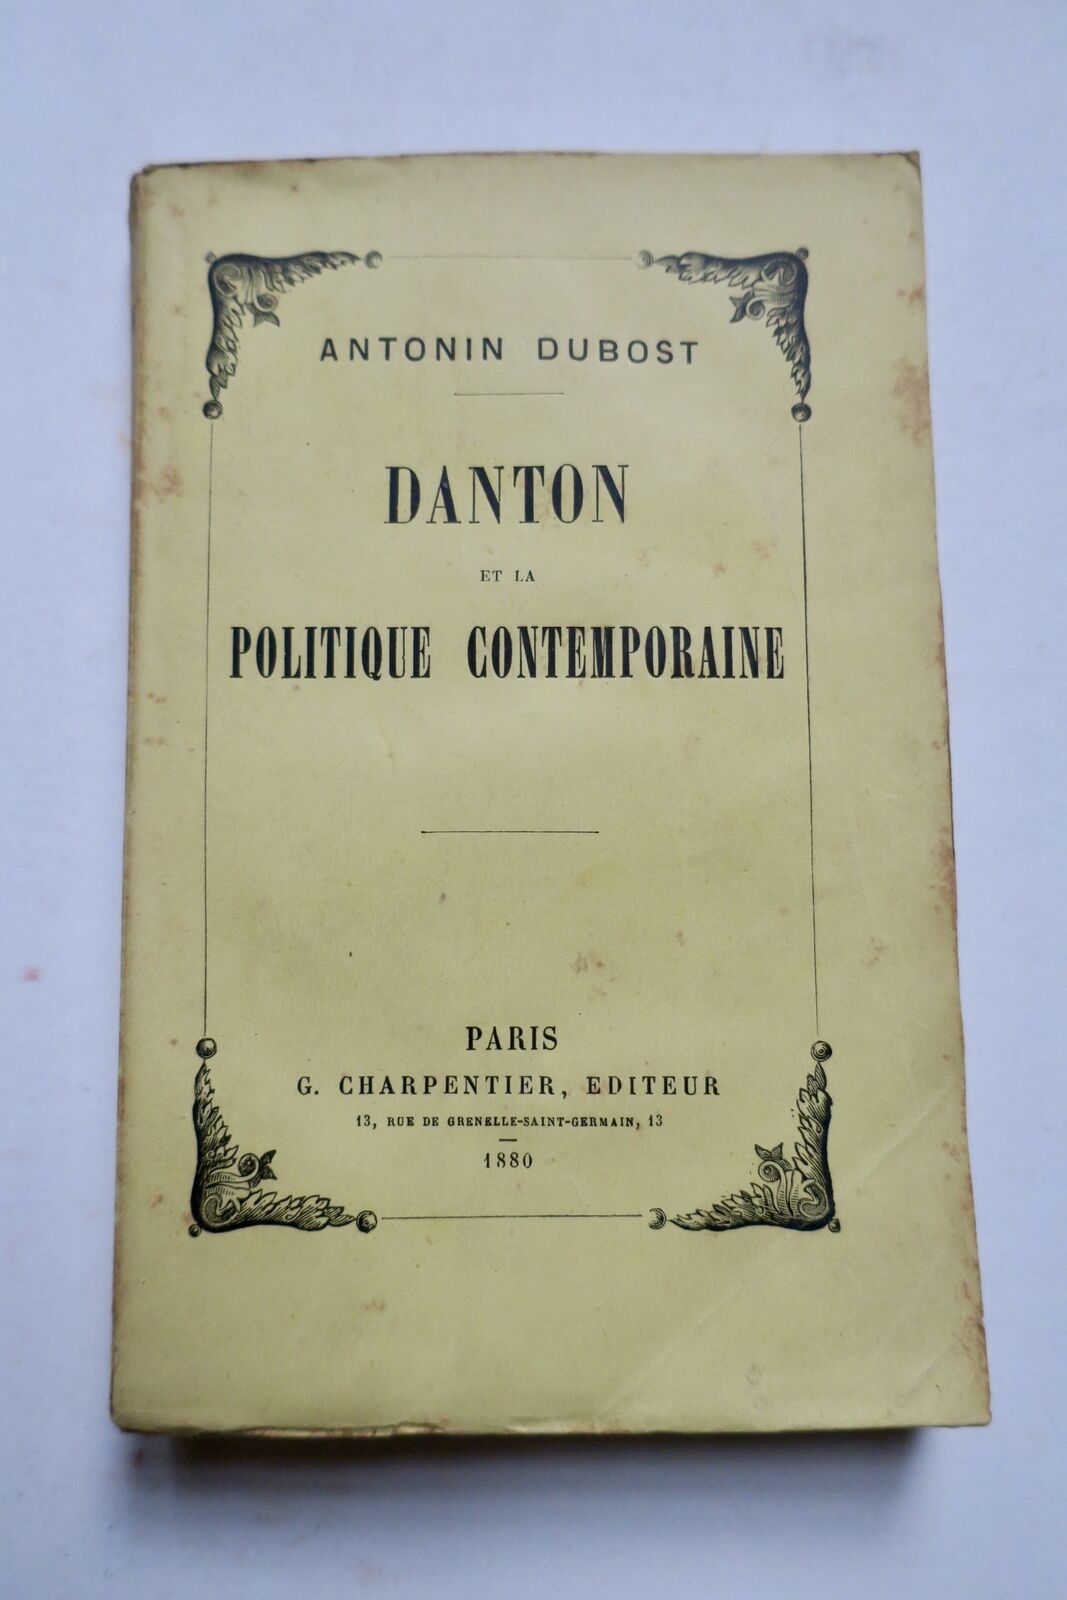 ANTONIN DUBOST
DANTON
ET LA
POLITIQUE CONTEMPORAINE
PARIS
G. CHARPENTIER, EDITEUR
13, RUE DE GRENELLE-SAINT-GERMAIN, 13
1880